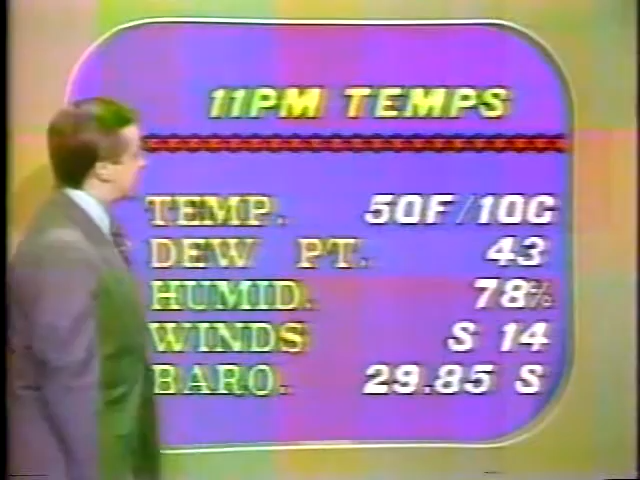 11PM TEMPS
TEMP. 50F/10C
DEW PT. 43
HUMID. 78%
WINDS S 14
BARO. 29.85 S